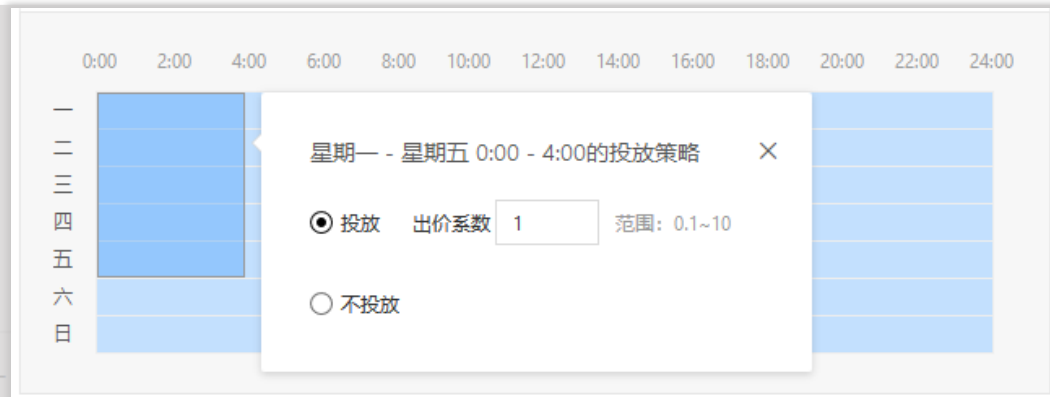 0:00 2:00 4:00 6:00 8:00 10:00 12:00 14:00 16:00 18:00 20:00 22:00 24:00
一
二
三
四
五
六
日
星期一 - 星期五 0:00 - 4:00的投放策略
投放 出价系数 1 范围：0.1~10
不投放